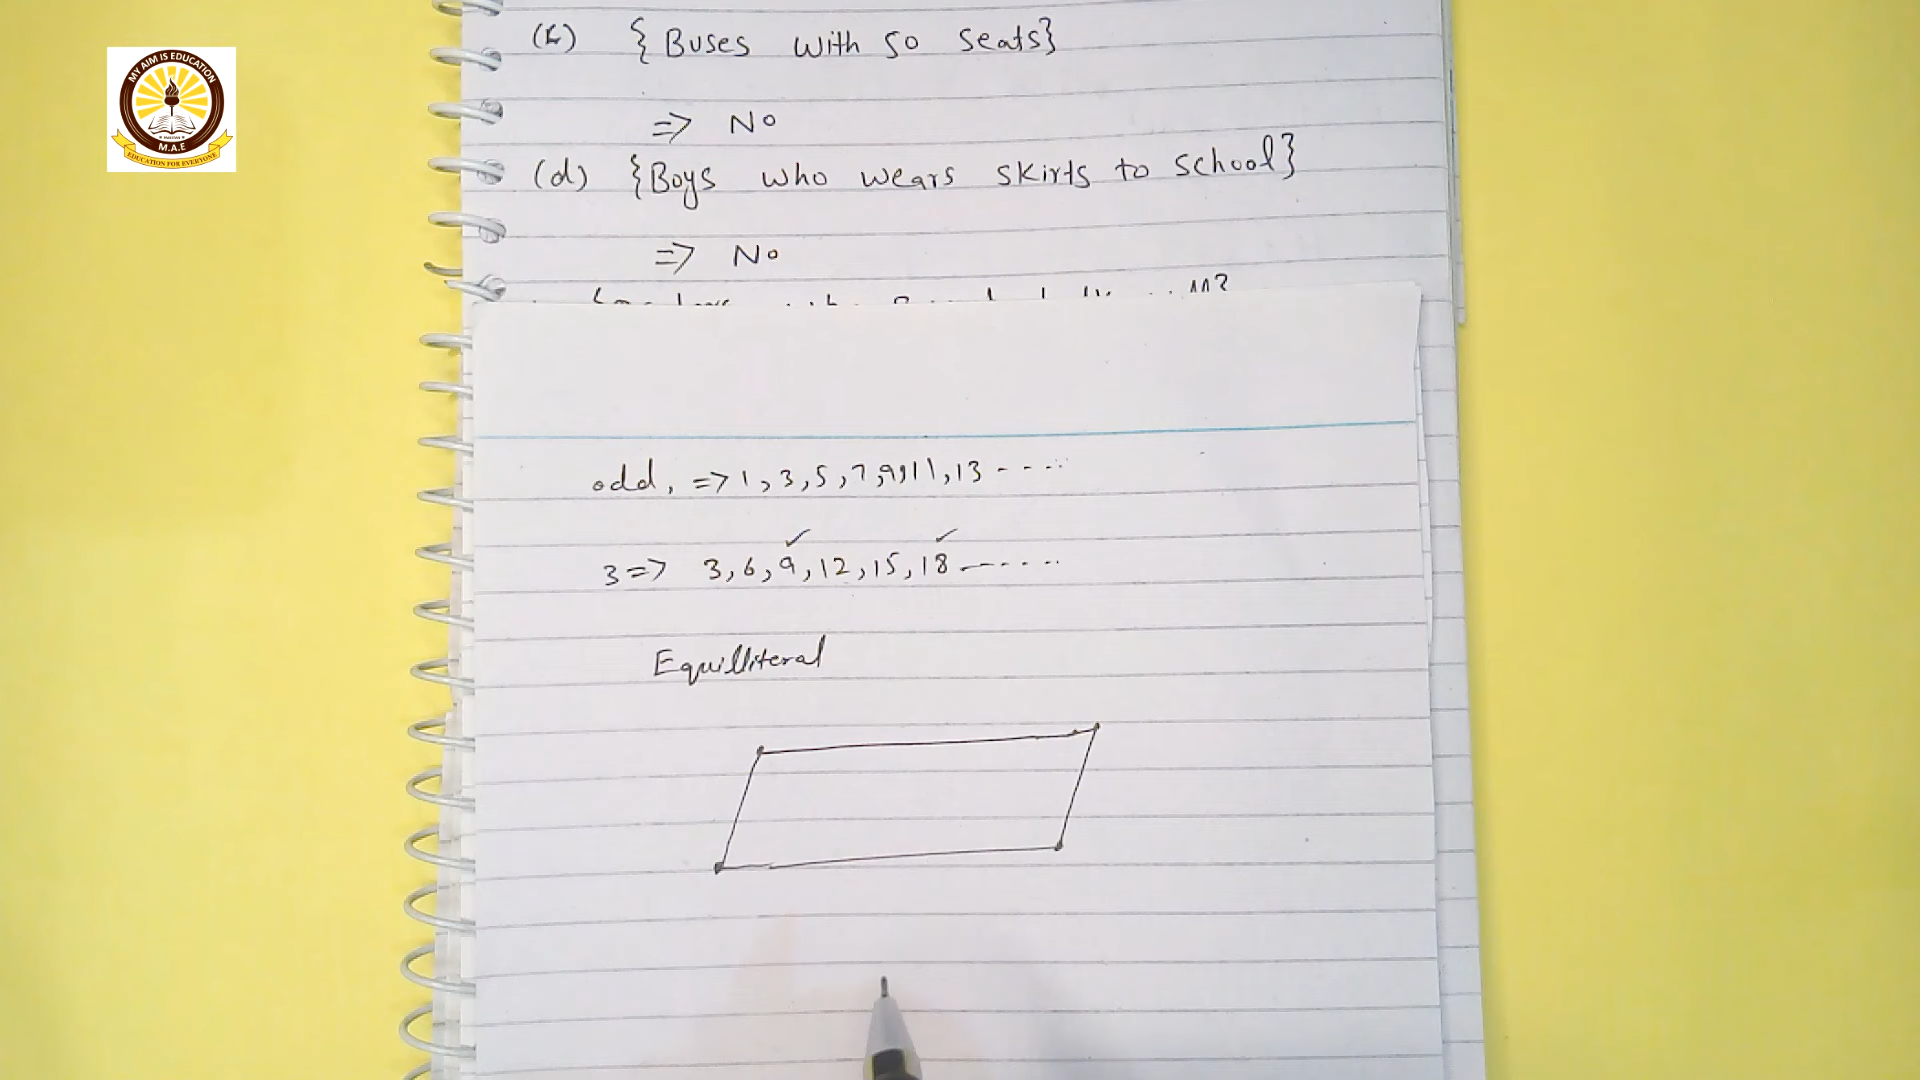 MY AIM IS EDUCATION
M.A.E
EDUCATION FOR EVERYONE
{Buses with 50 seats}
=> No
(d) {Boys who wears skirts to school}
=> No
odd, => 1, 3, 5, 7, 9, 11, 13 ----..
3 => 3, 6, 9, 12, 15, 18 -----..
Equilliteral